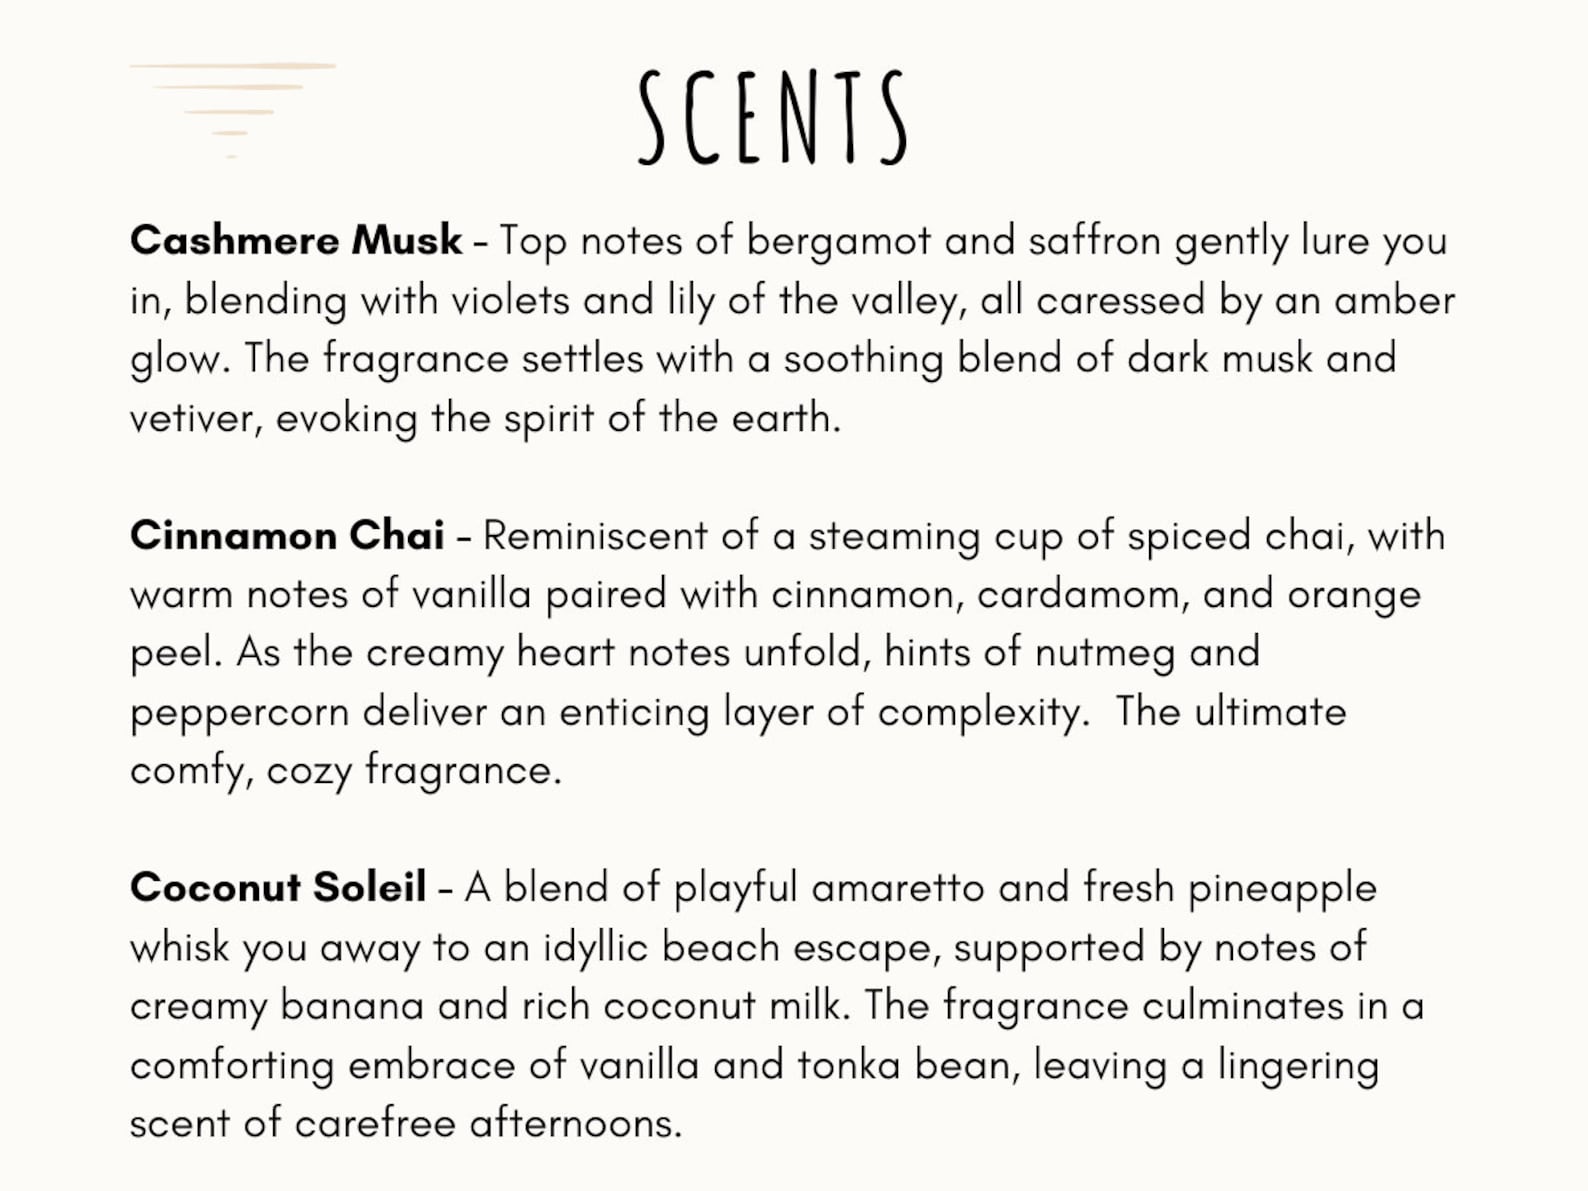 SCENTS
Cashmere Musk - Top notes of bergamot and saffron gently lure you
in, blending with violets and lily of the valley, all caressed by an amber
glow. The fragrance settles with a soothing blend of dark musk and
vetiver, evoking the spirit of the earth.
Cinnamon Chai - Reminiscent of a steaming cup of spiced chai, with
warm notes of vanilla paired with cinnamon, cardamom, and orange
peel. As the creamy heart notes unfold, hints of nutmeg and
peppercorn deliver an enticing layer of complexity.  The ultimate
comfy, cozy fragrance.
Coconut Soleil - A blend of playful amaretto and fresh pineapple
whisk you away to an idyllic beach escape, supported by notes of
creamy banana and rich coconut milk. The fragrance culminates in a
comforting embrace of vanilla and tonka bean, leaving a lingering
scent of carefree afternoons.